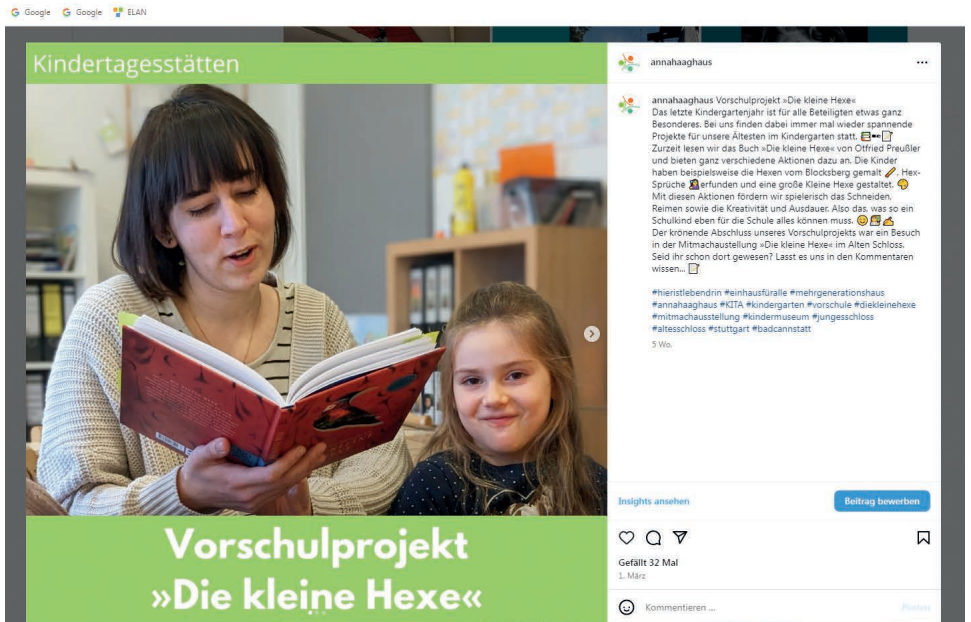 Google Google ELAN
Kindertagesstätten
annahaaghaus
annahaaghaus Vorschulprojekt »Die kleine Hexe«
Das letzte Kindergartenjahr ist für alle Beteiligten etwas ganz
Besonderes. Bei uns finden dabei immer mal wieder spannende
Projekte für unsere Ältesten im Kindergarten statt.
Zurzeit lesen wir das Buch »Die kleine Hexe« von Otfried Preußler
und bieten ganz verschiedene Aktionen dazu an. Die Kinder
haben beispielsweise die Hexen vom Blocksberg gemalt 🖍, Hex-
Sprüche erfunden und eine große Kleine Hexe gestaltet.
Mit diesen Aktionen fördern wir spielerisch das Schneiden,
Reimen sowie die Kreativität und Ausdauer. Also das, was so ein
Schulkind eben für die Schule alles können muss.
Der krönende Abschluss unseres Vorschulprojekts war ein Besuch
in der Mitmachaustellung »Die kleine Hexe« im Alten Schloss.
Seid ihr schon dort gewesen? Lasst es uns in den Kommentaren
wissen...
#hieristlebendrin #einhausfüralle #mehrgenerationshaus
#annahaaghaus #KITA #kindergarten #vorschule #diekleinehexe
#mitmachausstellung #kindermuseum #jungesschloss
#altesschloss #stuttgart #badcannstatt
5 Wo.
Insights ansehen Beitrag bewerben
Gefällt 32 Mal
1. März
Kommentieren ... Posten
Vorschulprojekt
»Die kleine Hexe«